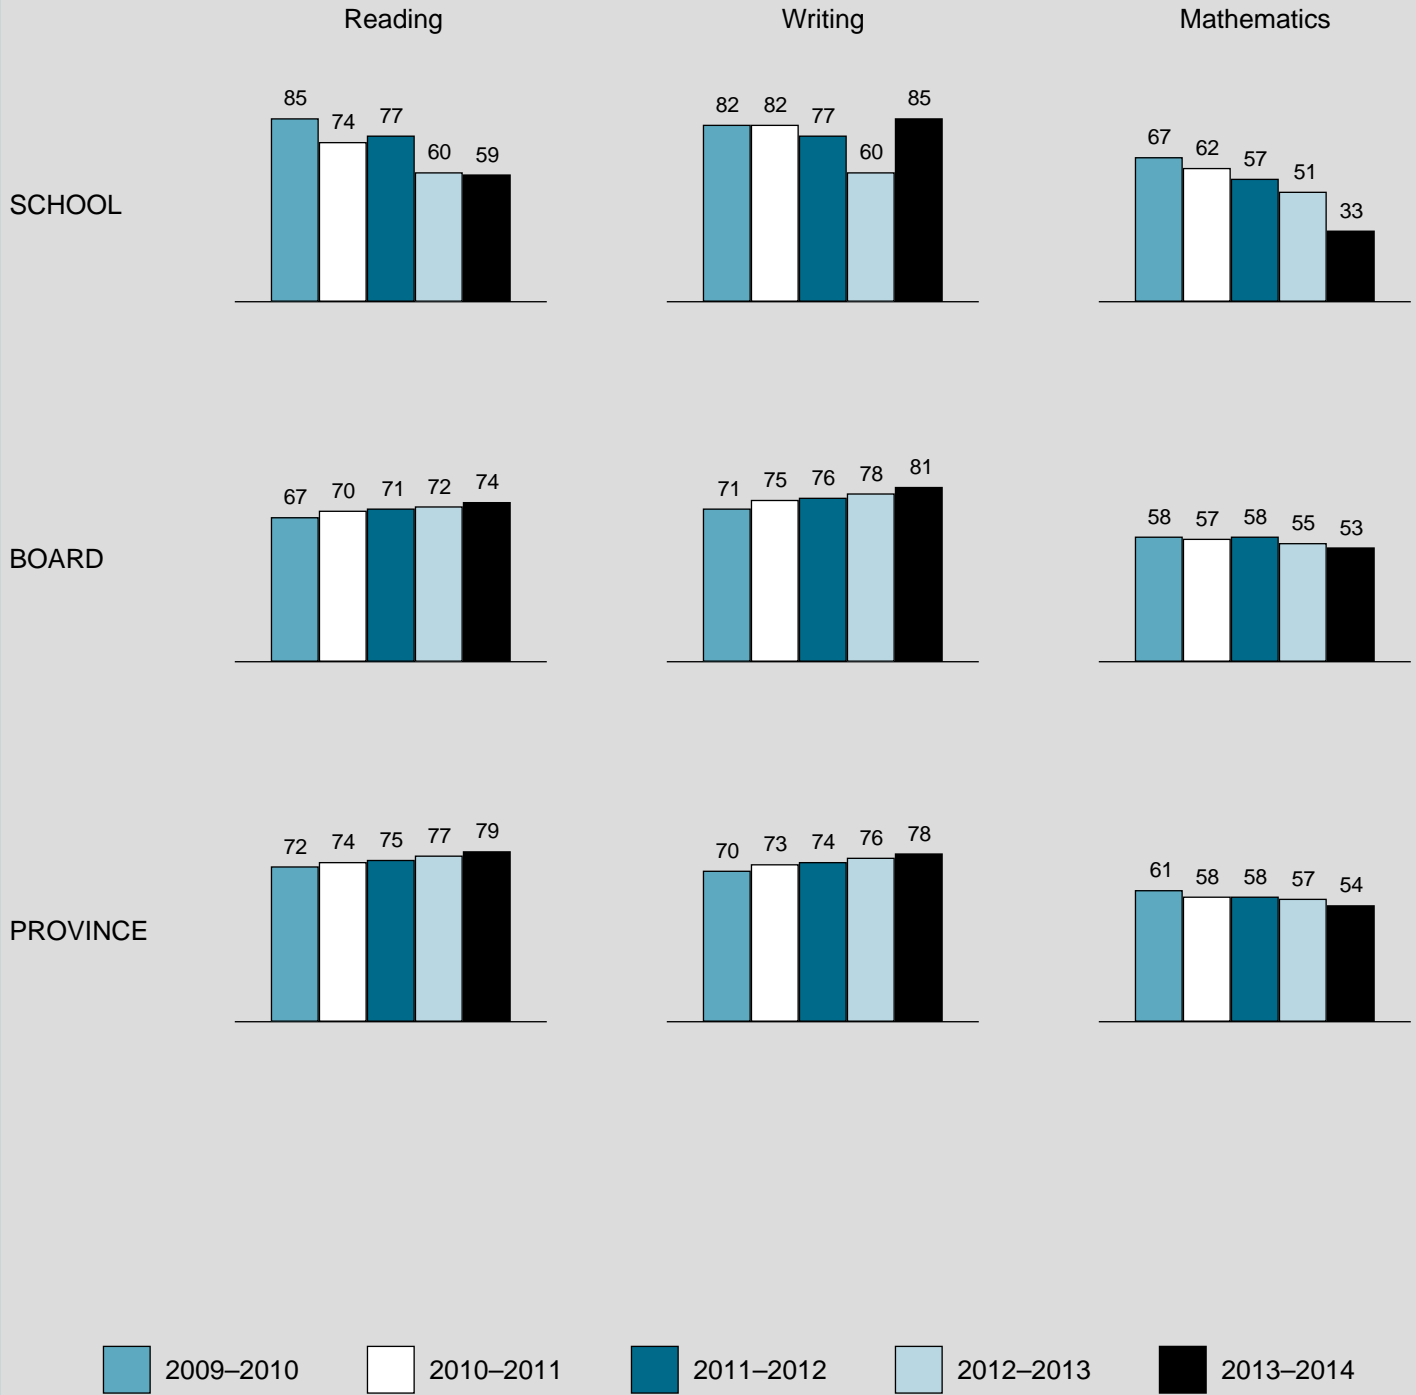 Reading Writing Mathematics
SCHOOL
85 74 77 60 59
82 82 77 60 85
67 62 57 51 33
BOARD
67 70 71 72 74
71 75 76 78 81
58 57 58 55 53
PROVINCE
72 74 75 77 79
70 73 74 76 78
61 58 58 57 54
2009–2010 2010–2011 2011–2012 2012–2013 2013–2014